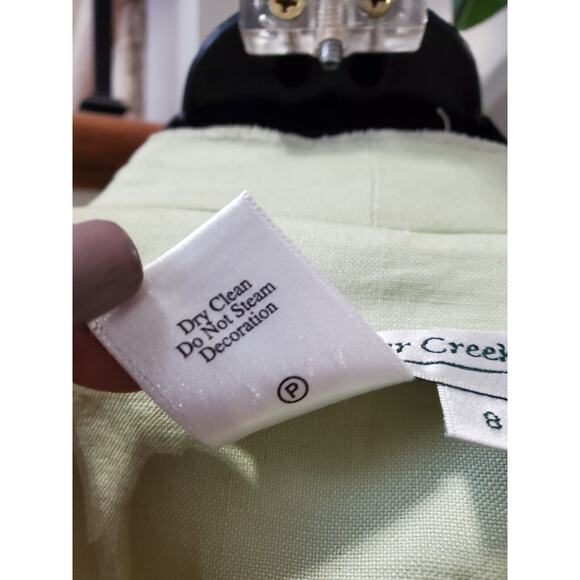 Dry Clean
Do Not Steam
Decoration
P
Creek
8